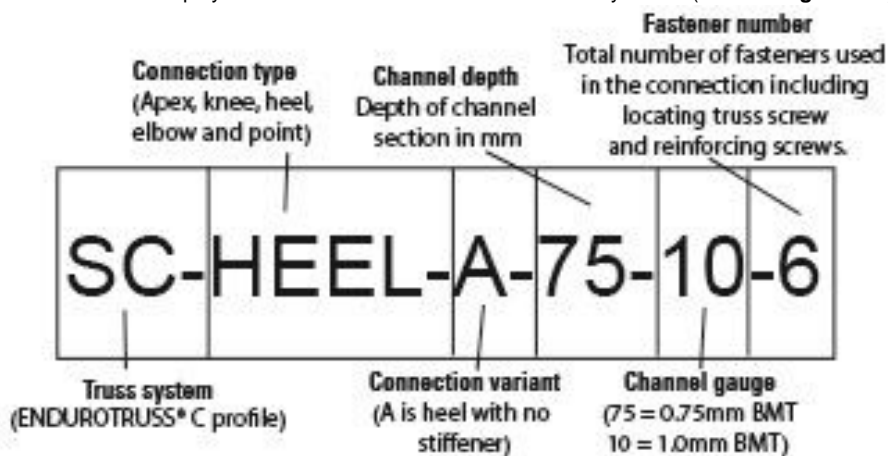 Fastener number
Total number of fasteners used
in the connection including
locating truss screw
and reinforcing screws.
Connection type
(Apex, knee, heel,
elbow and point)
Channel depth
Depth of channel
section in mm
SC-HEEL-A-75-10-6
Truss system
(ENDUROTRUSS® C profile)
Connection variant
(A is heel with no
stiffener)
Channel gauge
(75 = 0.75mm BMT
10 = 1.0mm BMT)